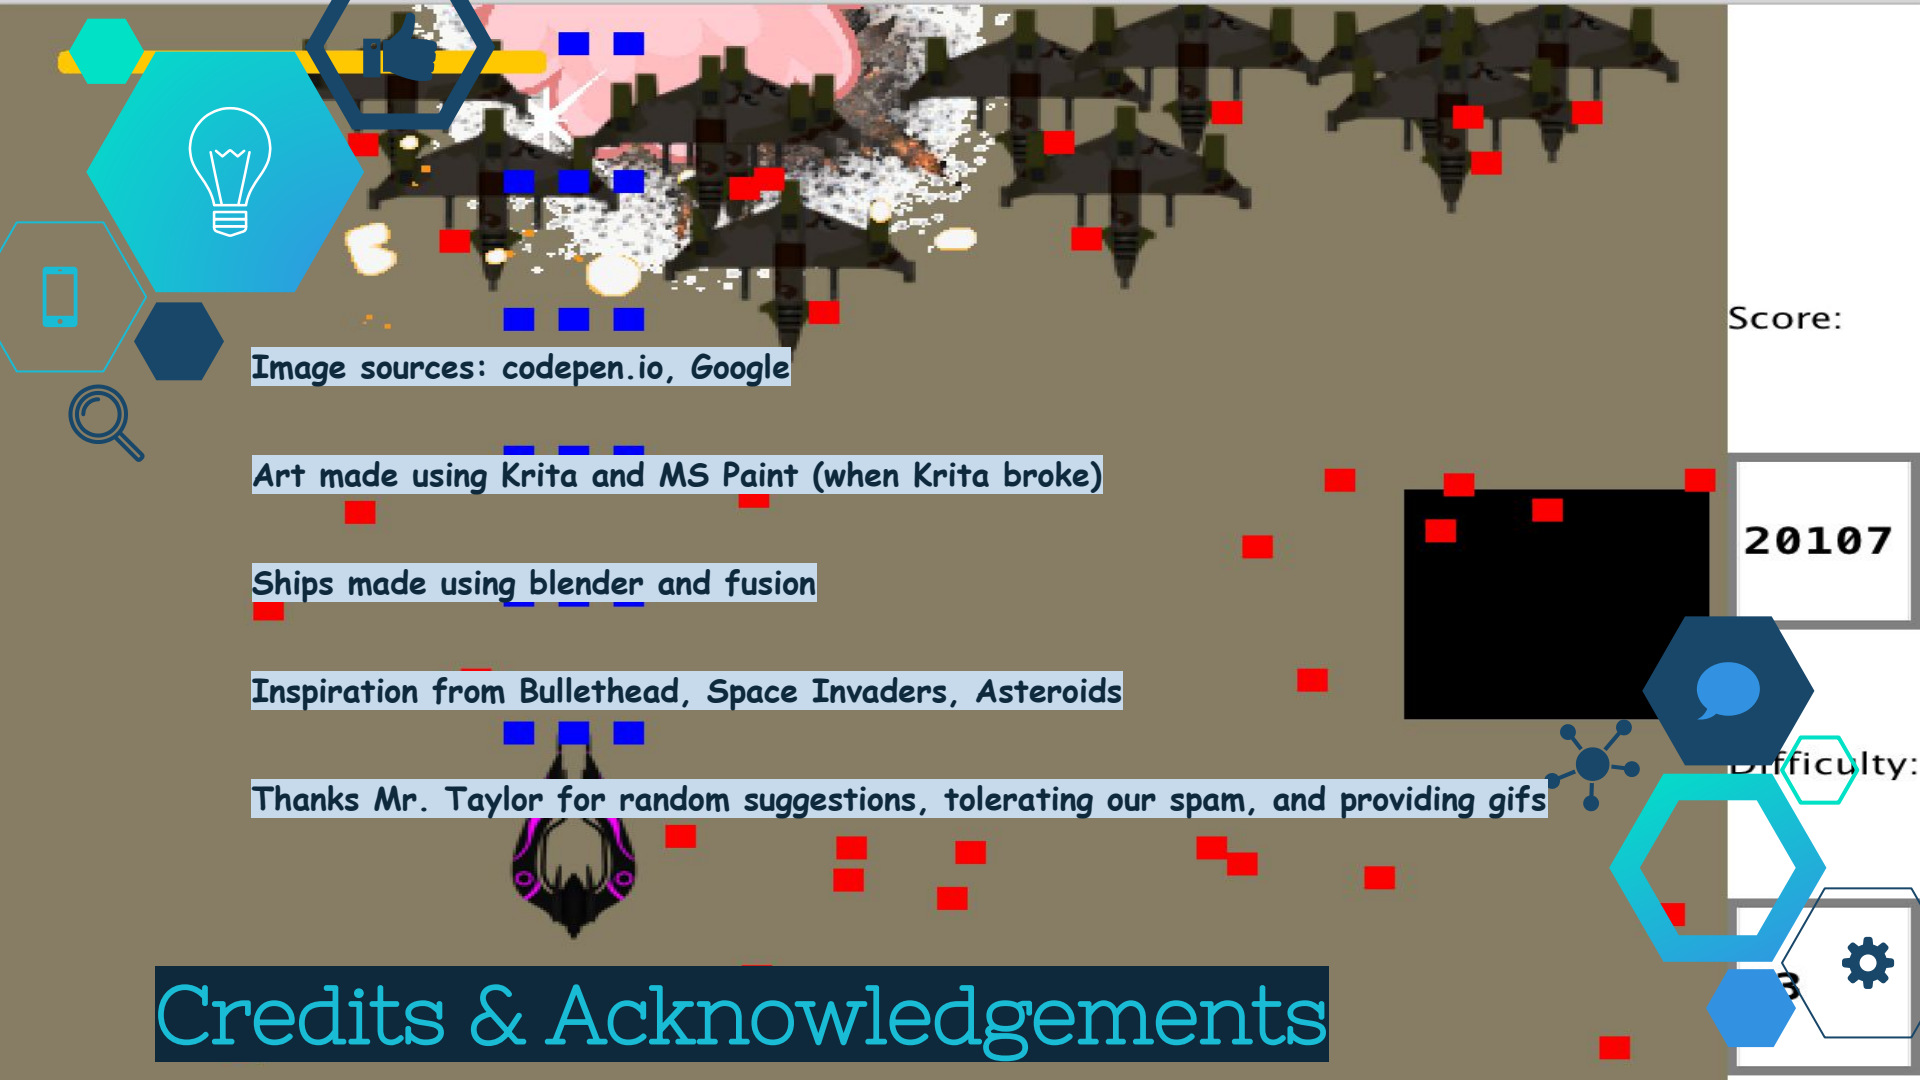 Score:
Image sources: codepen.io, Google
Art made using Krita and MS Paint (when Krita broke)
20107
Ships made using blender and fusion
Inspiration from Bullethead, Space Invaders, Asteroids
Difficulty:
Thanks Mr. Taylor for random suggestions, tolerating our spam, and providing gifs
3
Credits & Acknowledgements